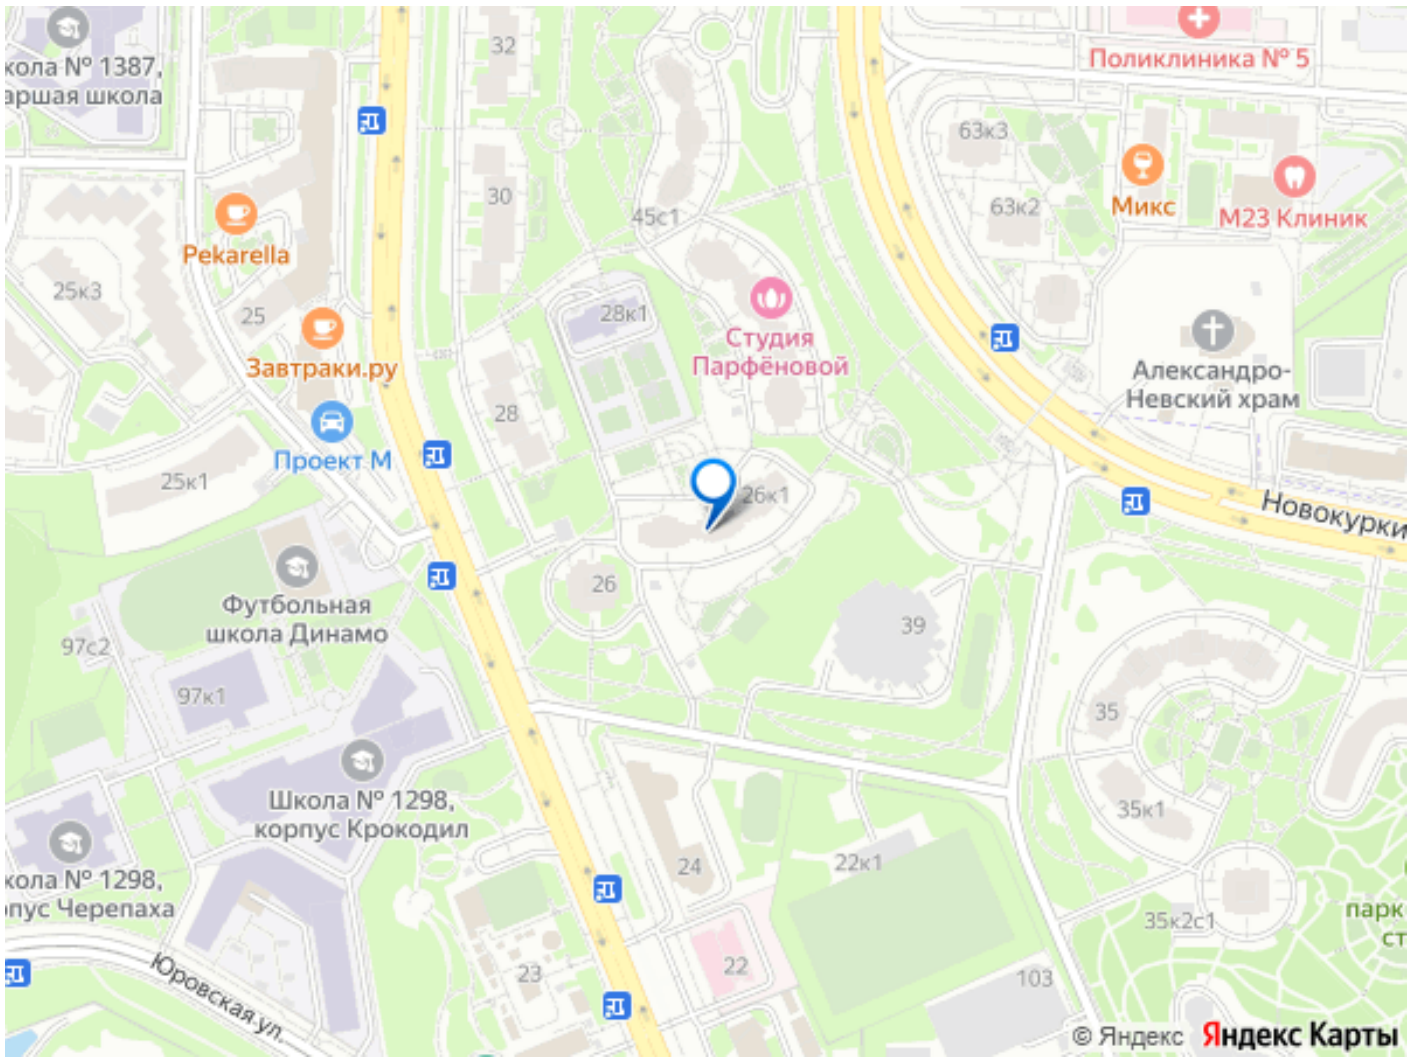 32
Поликлиника № 5
кола № 1387,
аршая школа
63к3
30
63к2
Микс
М23 Клиник
45с1
Pekarella
25к3
25
28к1
Завтраки.ру
Студия
Парфёновой
Александро-
Невский храм
28
Проект М
25к1
26к1
Новокурки
Футбольная
школа Динамо
26
39
97с2
97к1
35
Школа № 1298,
корпус Крокодил
35к1
24
22к1
кола № 1298,
рпус Черепаха
парк
ст
35к2с1
Юровская ул.
23
22
103
© Яндекс Яндекс Карты